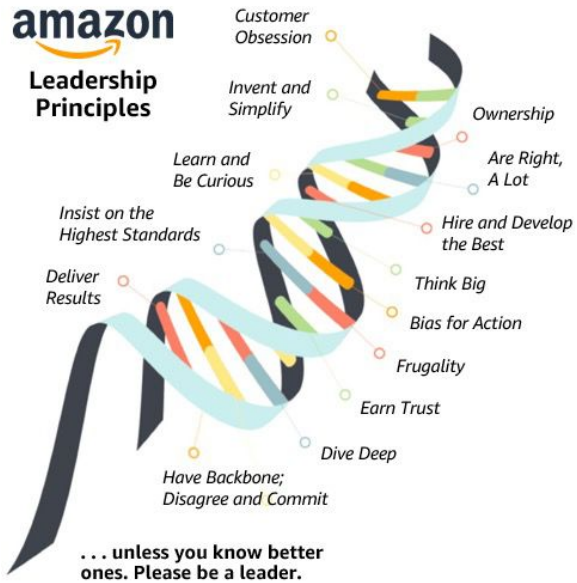 amazon
Leadership
Principles
Customer
Obsession
Invent and
Simplify
Ownership
Learn and
Be Curious
Are Right,
A Lot
Insist on the
Highest Standards
Hire and Develop
the Best
Deliver
Results
Think Big
Bias for Action
Frugality
Earn Trust
Dive Deep
Have Backbone;
Disagree and Commit
. . . unless you know better
ones. Please be a leader.